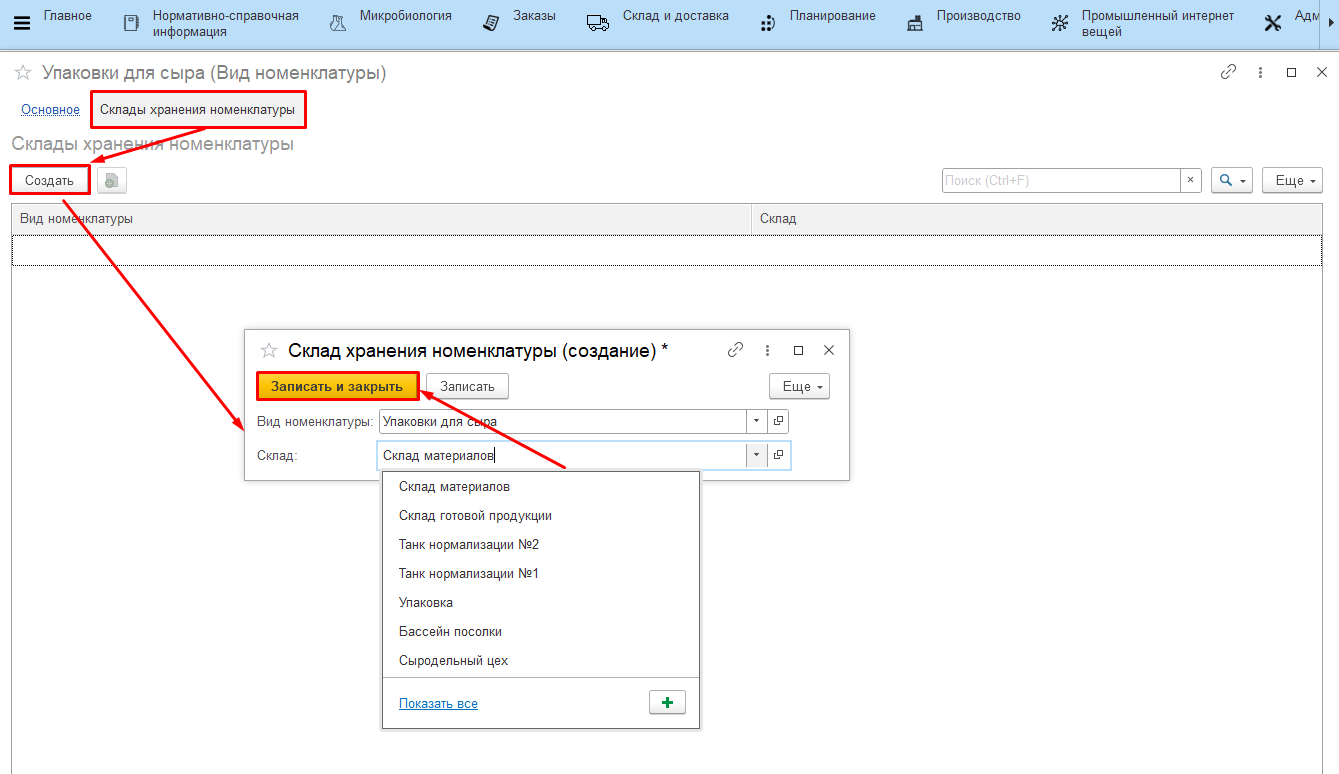 Главное
Нормативно-справочная
информация
Микробиология
Заказы
Склад и доставка
Планирование
Производство
Промышленный интернет
вещей
Адм
Упаковки для сыра (Вид номенклатуры)
Основное
Склады хранения номенклатуры
Склады хранения номенклатуры
Создать
Поиск (Ctrl+F)
×
Еще
Вид номенклатуры
Склад
Склад хранения номенклатуры (создание) *
Записать и закрыть
Записать
Еще
Вид номенклатуры:
Упаковки для сыра
Склад:
Склад материалов
Склад материалов
Склад готовой продукции
Танк нормализации №2
Танк нормализации №1
Упаковка
Бассейн посолки
Сыродельный цех
Показать все